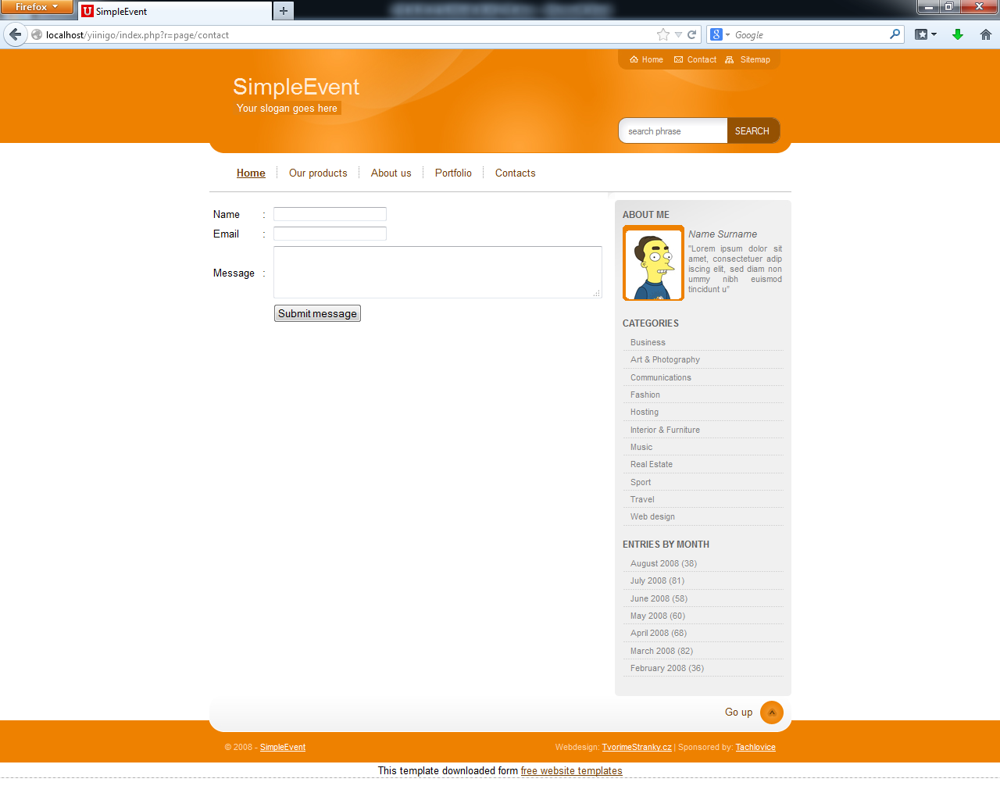 Firefox
SimpleEvent
localhost/yiinigo/index.php?r=page/contact
Google
Home
Contact
Sitemap
SimpleEvent
Your slogan goes here
search phrase
SEARCH
Home
Our products
About us
Portfolio
Contacts
Name :
Email :
Message :
Submit message
ABOUT ME
Name Surname
"Lorem ipsum dolor sit
amet, consectetuer adip
iscing elit, sed diam non
ummy nibh euismod
tincidunt u"
CATEGORIES
Business
Art & Photography
Communications
Fashion
Hosting
Interior & Furniture
Music
Real Estate
Sport
Travel
Web design
ENTRIES BY MONTH
August 2008 (38)
July 2008 (81)
June 2008 (58)
May 2008 (60)
April 2008 (68)
March 2008 (82)
February 2008 (36)
Go up
© 2008 - SimpleEvent
Webdesign: TvorimeStranky.cz | Sponsored by: Tachlovice
This template downloaded form free website templates